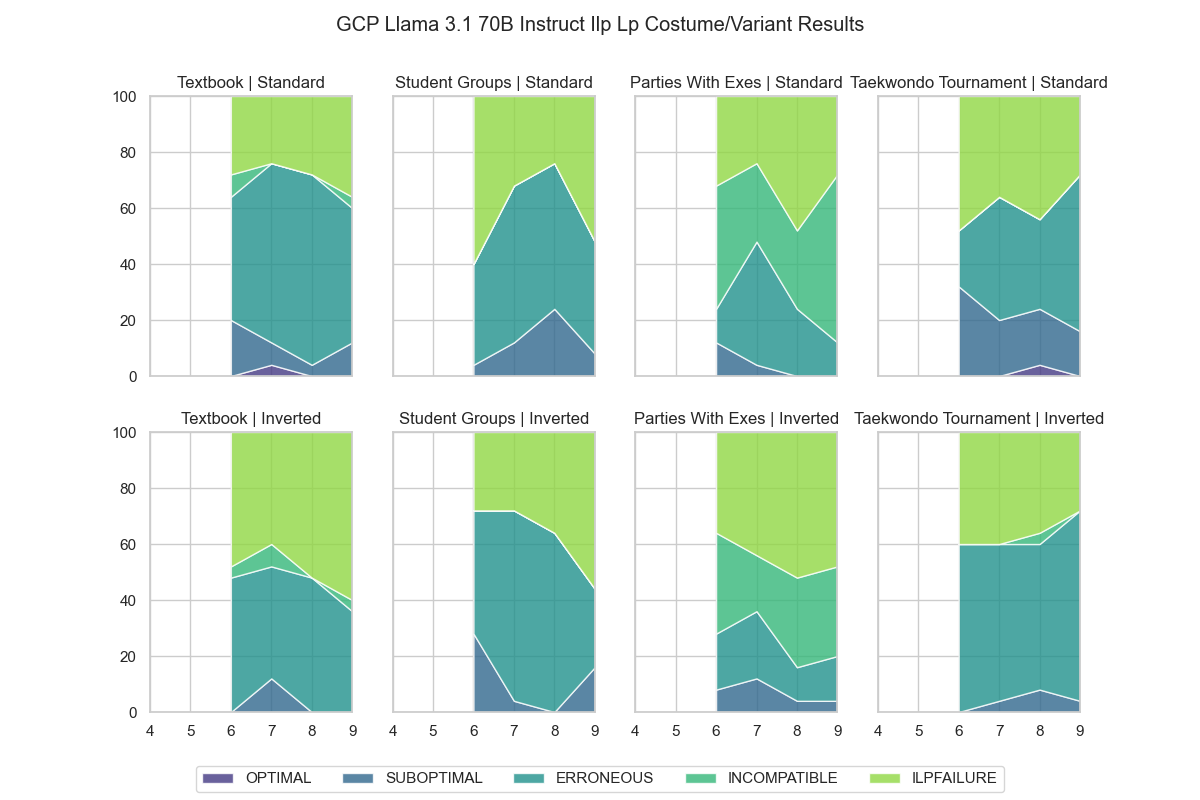 GCP Llama 3.1 70B Instruct Ilp Lp Costume/Variant Results
Textbook | Standard
Student Groups | Standard
Parties With Exes | Standard
Taekwondo Tournament | Standard
100
80
60
40
20
0
Textbook | Inverted
Student Groups | Inverted
Parties With Exes | Inverted
Taekwondo Tournament | Inverted
100
80
60
40
20
0
4 5 6 7 8 9
4 5 6 7 8 9
4 5 6 7 8 9
4 5 6 7 8 9
OPTIMAL SUBOPTIMAL ERRONEOUS INCOMPATIBLE ILPFAILURE